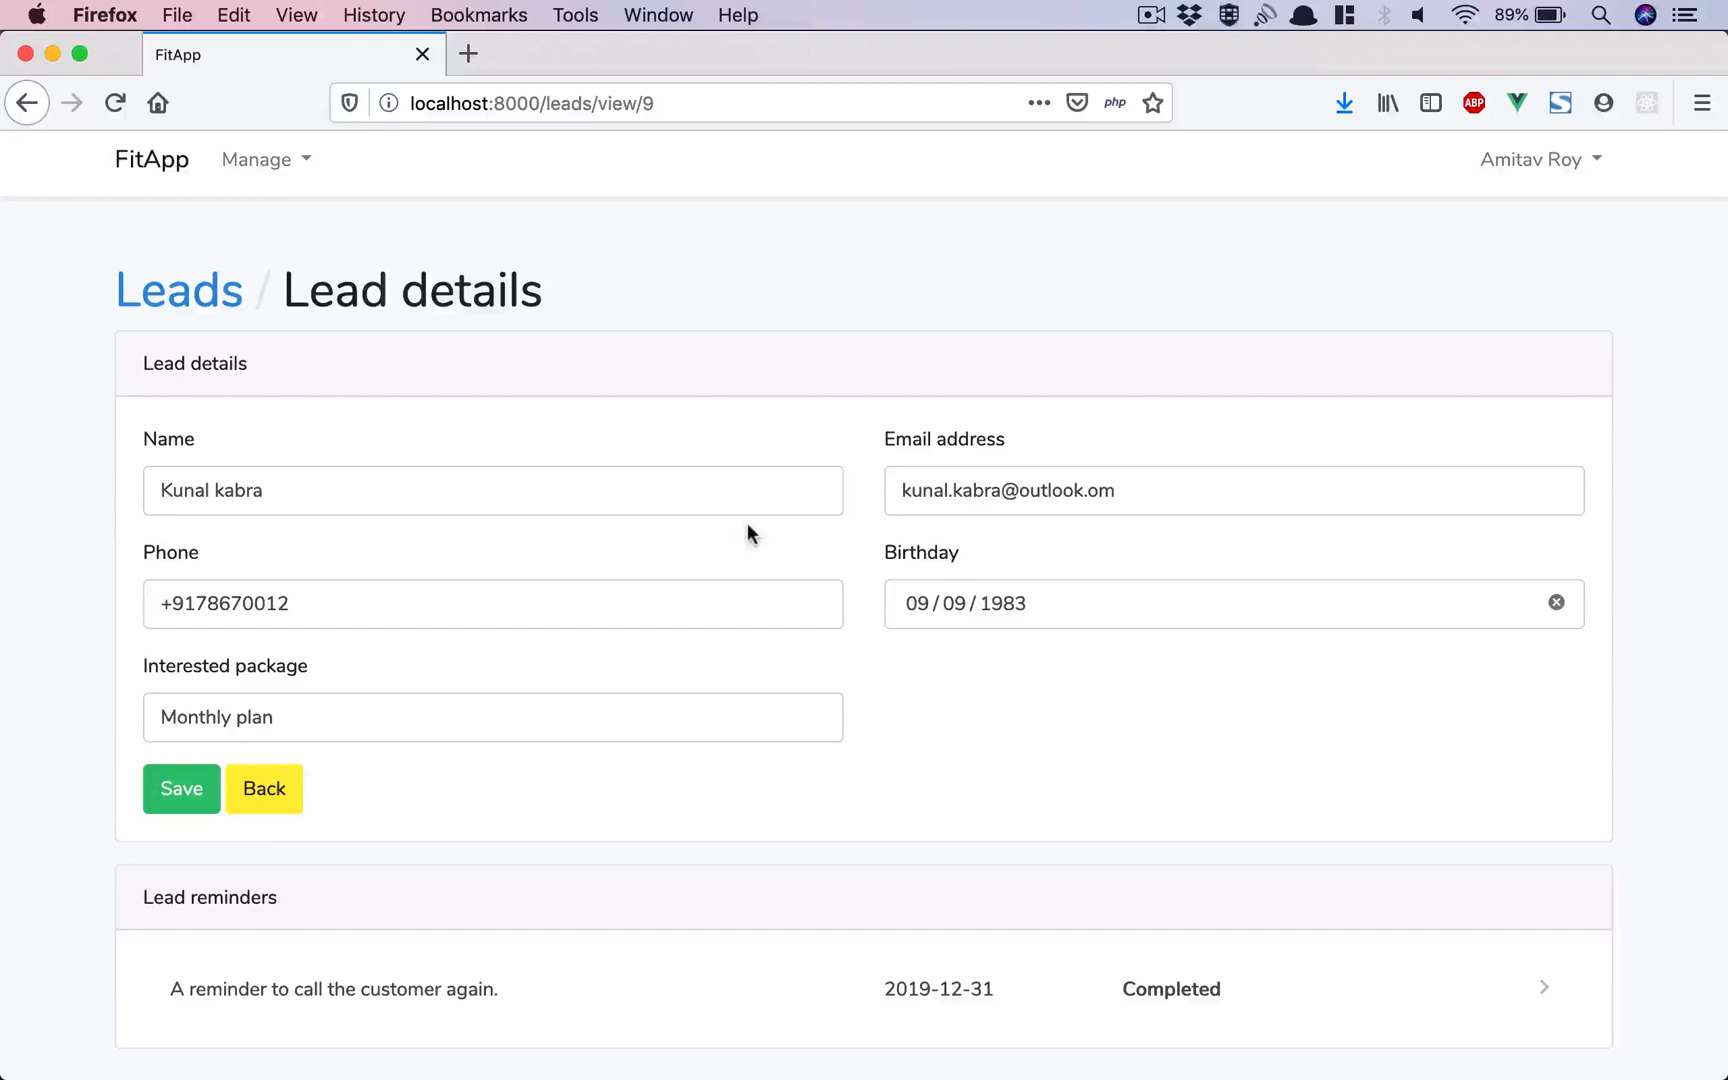 Firefox File Edit View History Bookmarks Tools Window Help 89%
FitApp
localhost:8000/leads/view/9 php ABP
FitApp Manage Amitav Roy
Leads / Lead details
Lead details
Name Email address
Kunal kabra kunal.kabra@outlook.om
Phone Birthday
+9178670012 09 / 09 / 1983
Interested package
Monthly plan
Save Back
Lead reminders
A reminder to call the customer again. 2019-12-31 Completed